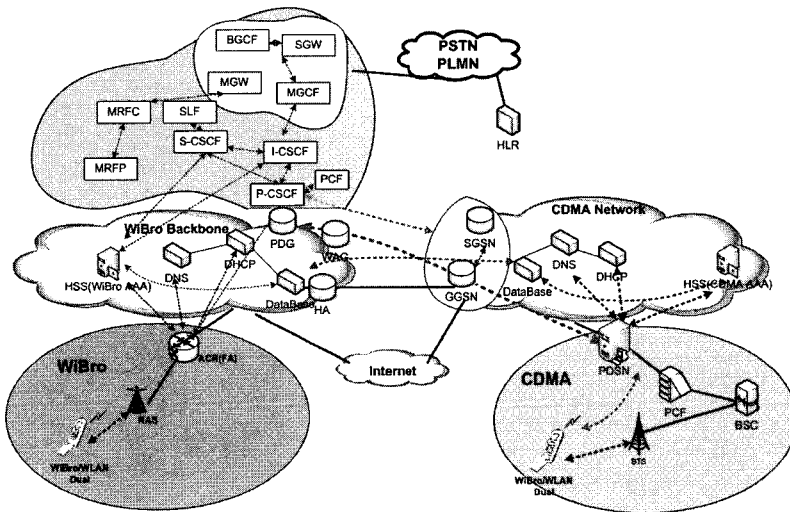 BGCF
SGW
PSTN
PLMN
MGW
MGCF
MRFC
SLF
HLR
S-CSCF
I-CSCF
MRFP
PCF
P-CSCF
WiBro Backbone
CDMA Network
PDG
WAG
SGSN
DNS
DHCP
DNS
DHCP
HSS(WiBro AAA)
DataBase
HA
GGSN
DataBase
HSS(CDMA AAA)
WiBro
ACR(FA)
Internet
PDSN
CDMA
RAS
PCF
BSC
WiBro/WLAN
Dual
BTS
WiBro/WLAN
Dual